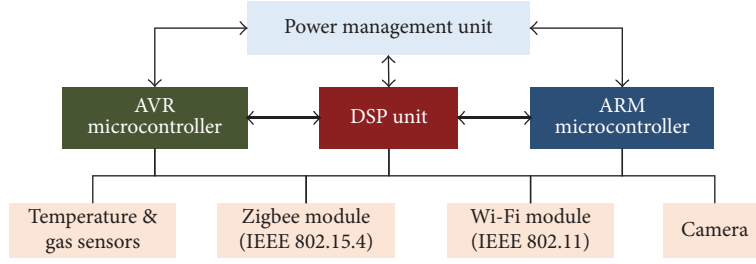 Power management unit
AVR
microcontroller
DSP unit
ARM
microcontroller
Temperature &
gas sensors
Zigbee module
(IEEE 802.15.4)
Wi-Fi module
(IEEE 802.11)
Camera